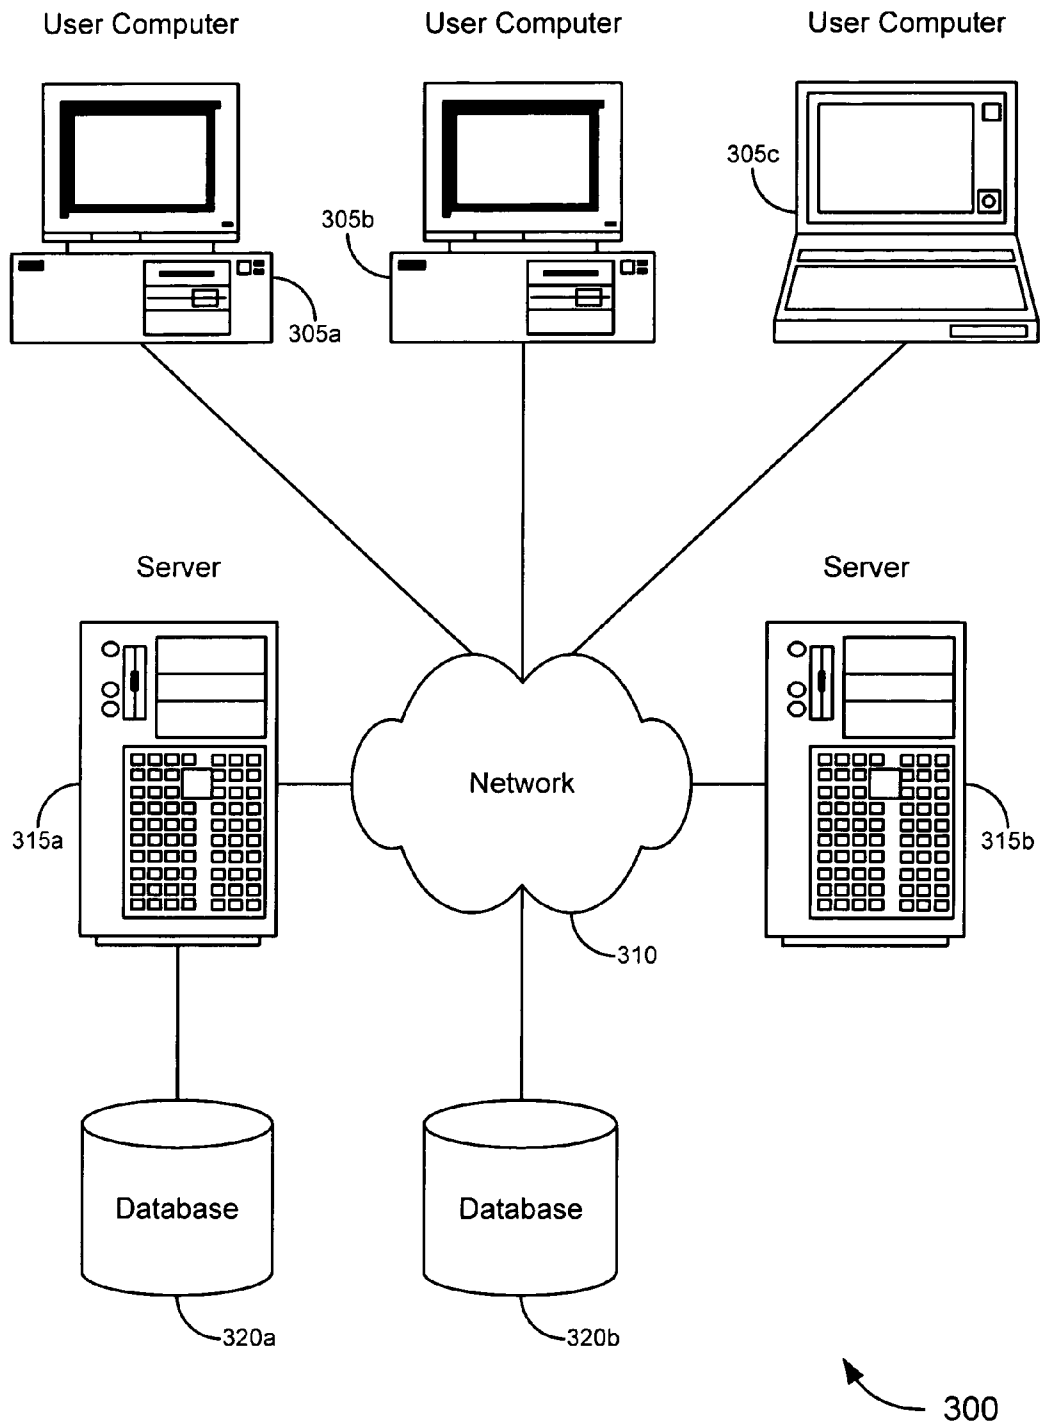 User Computer
User Computer
User Computer
305c
305b
305a
Server
Server
Network
315a
315b
310
Database
Database
320a
320b
300